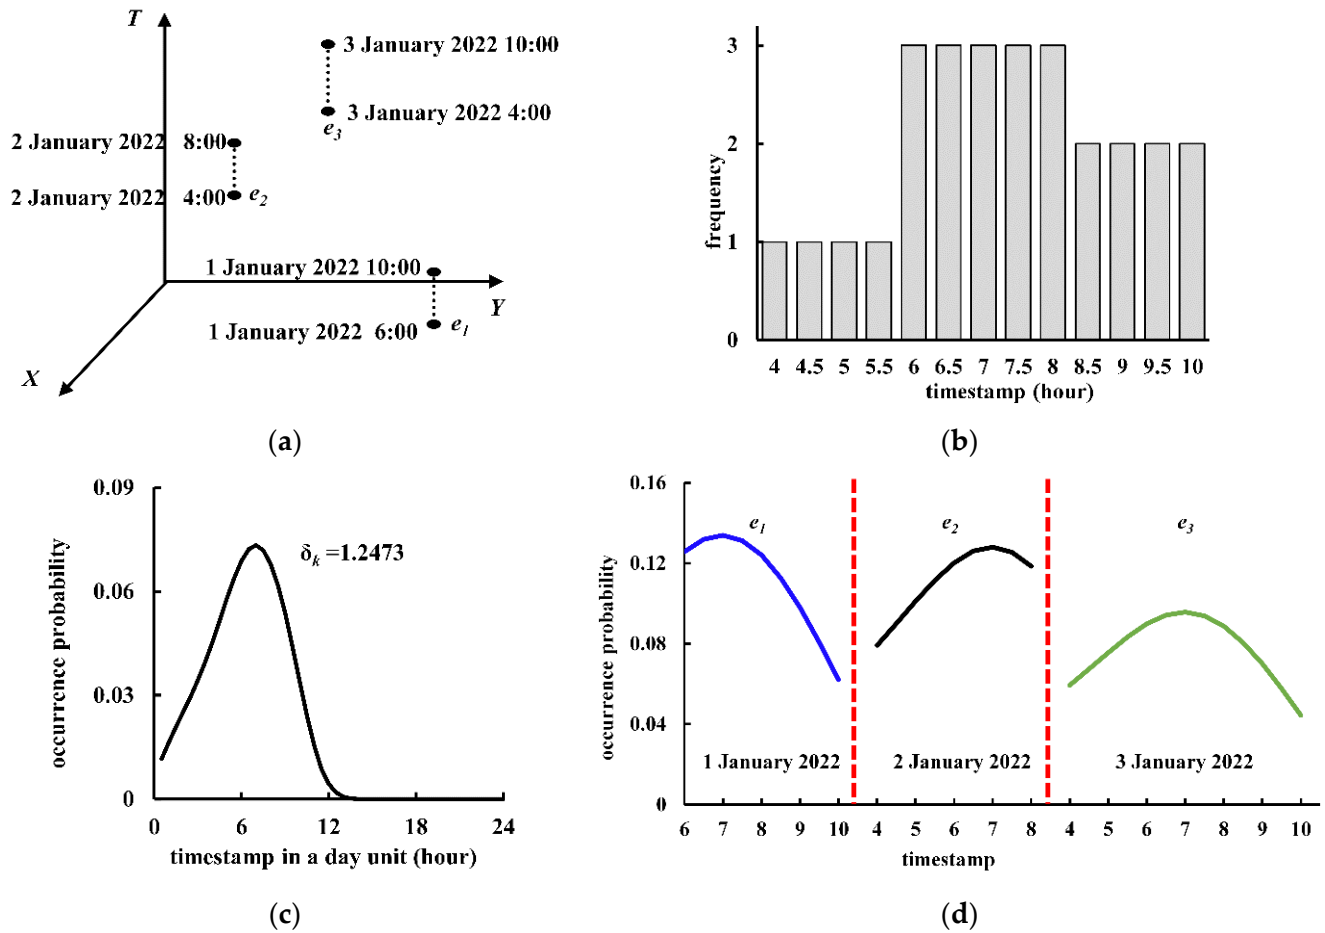 T
3 January 2022 10:00
3 January 2022 4:00
e3
2 January 2022 8:00
2 January 2022 4:00 e2
1 January 2022 10:00
1 January 2022 6:00 e1
Y
X
(a)
3
2
1
0
frequency
4 4.5 5 5.5 6 6.5 7 7.5 8 8.5 9 9.5 10
timestamp (hour)
(b)
0.09
0.06
0.03
0
occurrence probability
δk =1.2473
0 6 12 18 24
timestamp in a day unit (hour)
(c)
0.16
0.12
0.08
0.04
0
occurrence probability
e1 e2 e3
1 January 2022 2 January 2022 3 January 2022
6 7 8 9 10 4 5 6 7 8 4 5 6 7 8 9 10
timestamp
(d)